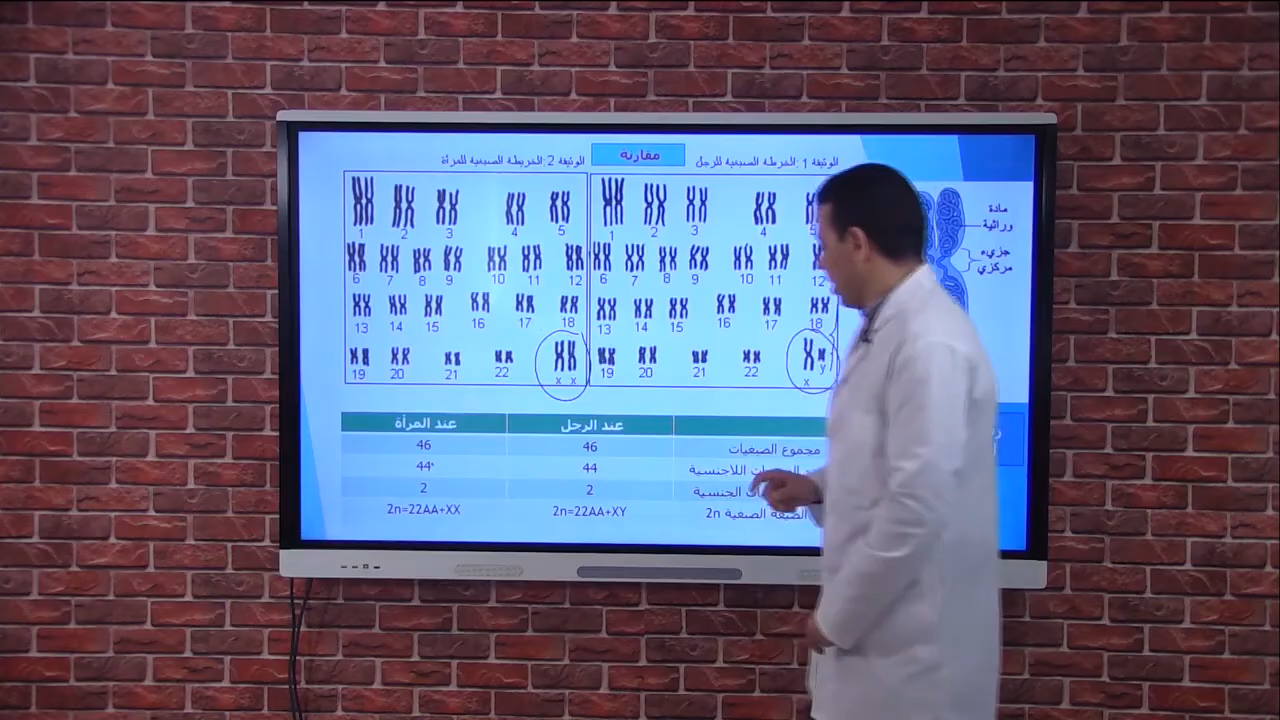 مقارنة
الوثيقة 1 :الخرطة الصبغية للرجل
الوثيقة 2 :الخريطة الصبغية للمرأة
1 2 3 4
6 7 8 9 10 11 12
13 14 15 16 17 18
19 20 21 22 x y
1 2 3 4 5
6 7 8 9 10 11 12
13 14 15 16 17 18
19 20 21 22 x x
مادة
وراثية
جزيء
مركزي
عند الرجل عند المرأة
مجموع الصبغيات 46 46
اللاجنسية 44 44
الجنسية 2 2
الصيغة الصبغية 2n 2n=22AA+XY 2n=22AA+XX